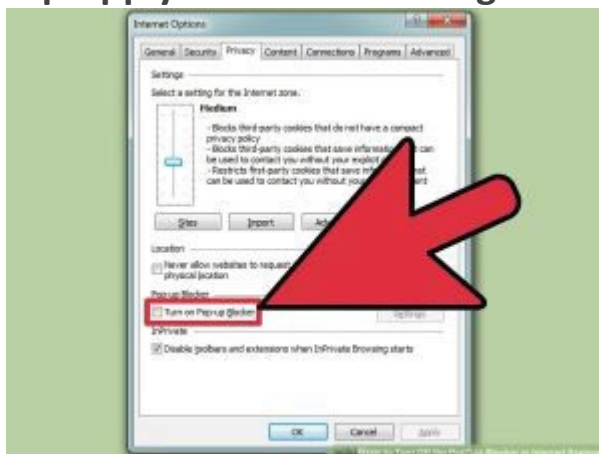 Internet Options
General Security Privacy Content Connections Programs Advanced
Settings
Select a setting for the Internet zone.
Medium
- Blocks third-party cookies that do not have a compact
privacy policy
- Blocks third-party cookies that save information can
be used to contact you without your explicit
- Restricts first-party cookies that save
can be used to contact you without your
Sites Import
Location
Never allow websites to request
physical location
Pop-up Blocker
Turn on Pop-up Blocker
InPrivate
Disable toolbars and extensions when InPrivate Browsing starts
OK Cancel Apply